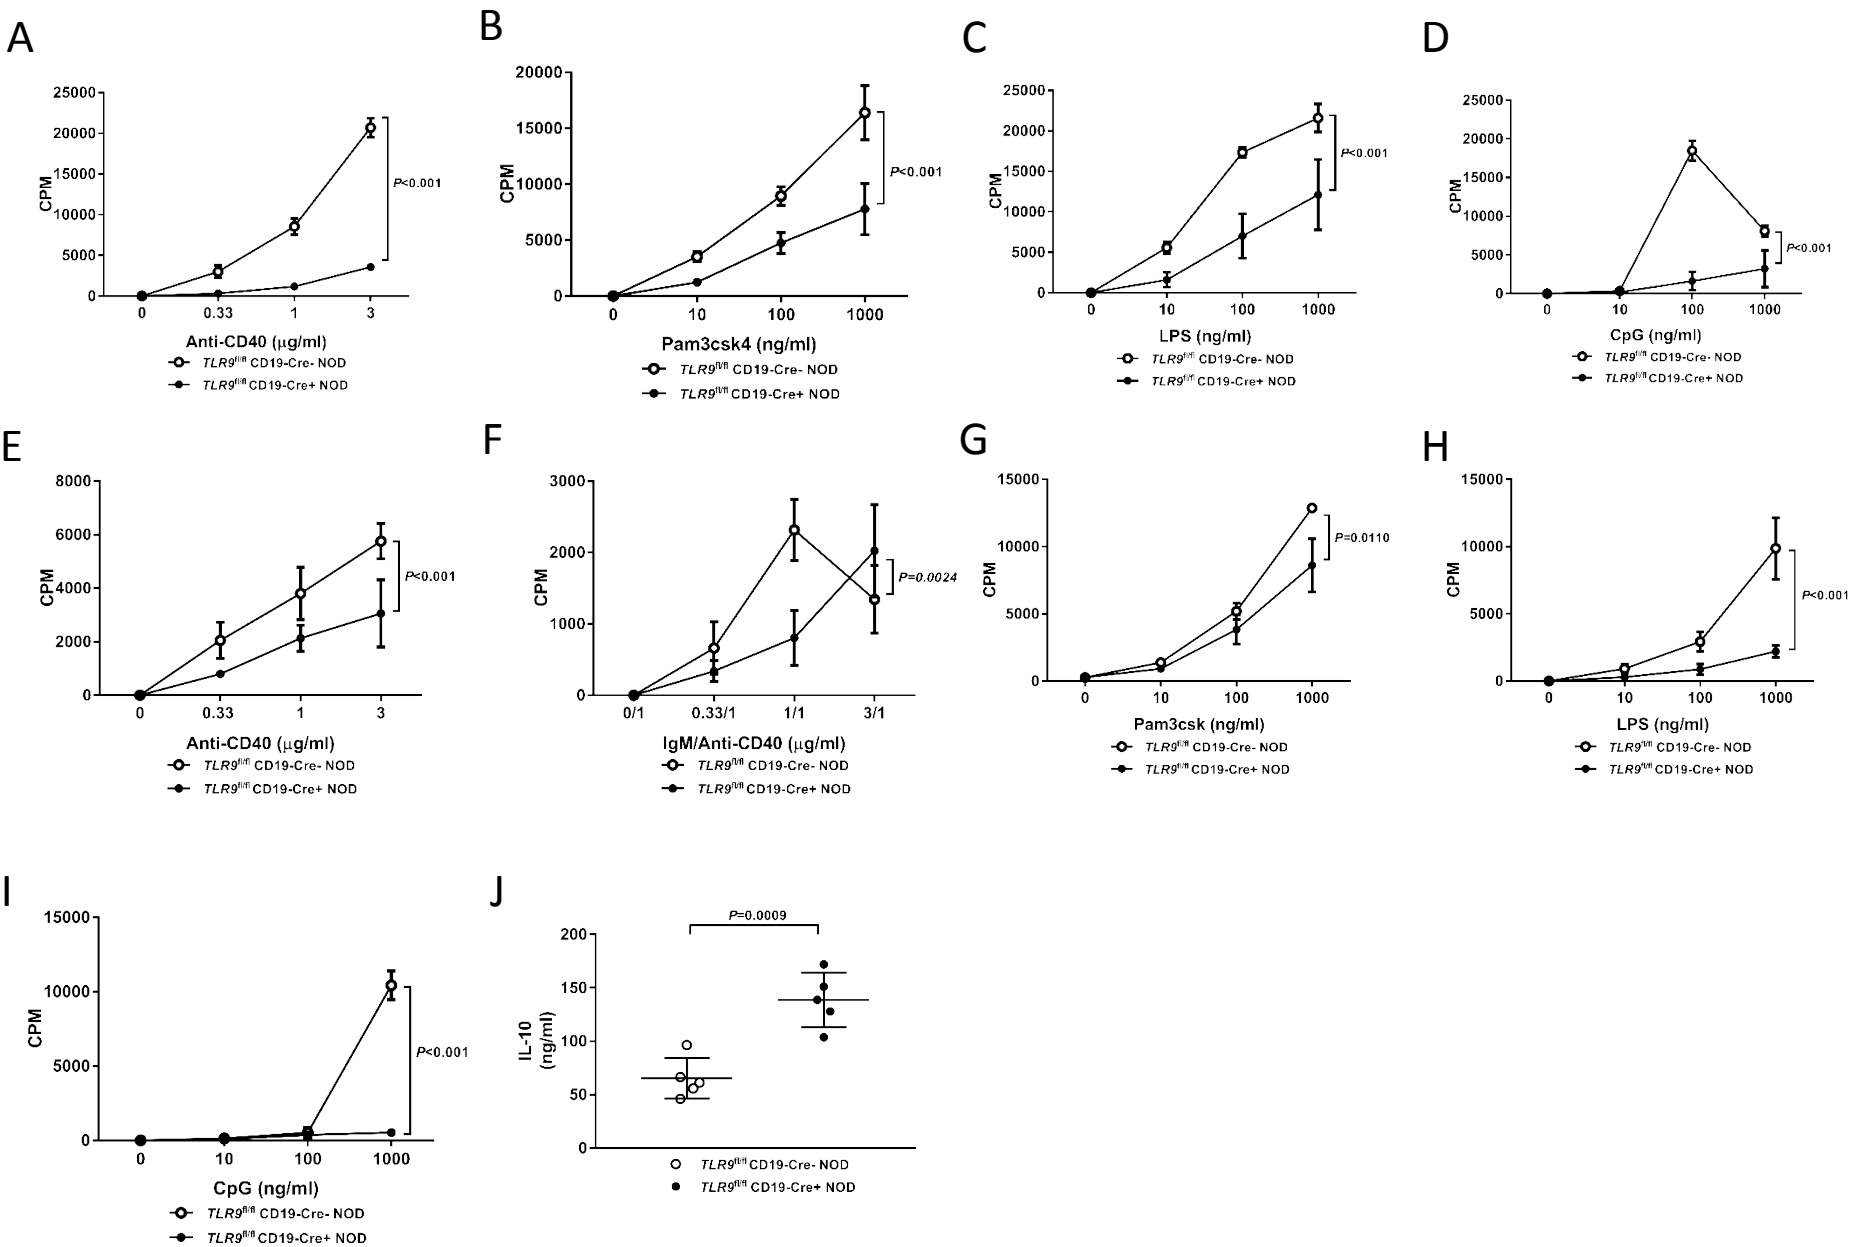 A
25000
20000
15000
10000
5000
0
CPM
P<0.001
0 0.33 1 3
Anti-CD40 (μg/ml)
TLR9fl/fl CD19-Cre- NOD
TLR9fl/fl CD19-Cre+ NOD
B
20000
15000
10000
5000
0
CPM
P<0.001
0 10 100 1000
Pam3csk4 (ng/ml)
TLR9fl/fl CD19-Cre- NOD
TLR9fl/fl CD19-Cre+ NOD
C
25000
20000
15000
10000
5000
0
CPM
P<0.001
0 10 100 1000
LPS (ng/ml)
TLR9fl/fl CD19-Cre- NOD
TLR9fl/fl CD19-Cre+ NOD
D
25000
20000
15000
10000
5000
0
CPM
P<0.001
0 10 100 1000
CpG (ng/ml)
TLR9fl/fl CD19-Cre- NOD
TLR9fl/fl CD19-Cre+ NOD
E
8000
6000
4000
2000
0
CPM
P<0.001
0 0.33 1 3
Anti-CD40 (μg/ml)
TLR9fl/fl CD19-Cre- NOD
TLR9fl/fl CD19-Cre+ NOD
F
3000
2000
1000
0
CPM
P=0.0024
0/1 0.33/1 1/1 3/1
IgM/Anti-CD40 (μg/ml)
TLR9fl/fl CD19-Cre- NOD
TLR9fl/fl CD19-Cre+ NOD
G
15000
10000
5000
0
CPM
P=0.0110
0 10 100 1000
Pam3csk (ng/ml)
TLR9fl/fl CD19-Cre- NOD
TLR9fl/fl CD19-Cre+ NOD
H
15000
10000
5000
0
CPM
P<0.001
0 10 100 1000
LPS (ng/ml)
TLR9fl/fl CD19-Cre- NOD
TLR9fl/fl CD19-Cre+ NOD
I
15000
10000
5000
0
CPM
P<0.001
0 10 100 1000
CpG (ng/ml)
TLR9fl/fl CD19-Cre- NOD
TLR9fl/fl CD19-Cre+ NOD
J
P=0.0009
200
150
100
50
0
IL-10
(ng/ml)
TLR9fl/fl CD19-Cre- NOD
TLR9fl/fl CD19-Cre+ NOD